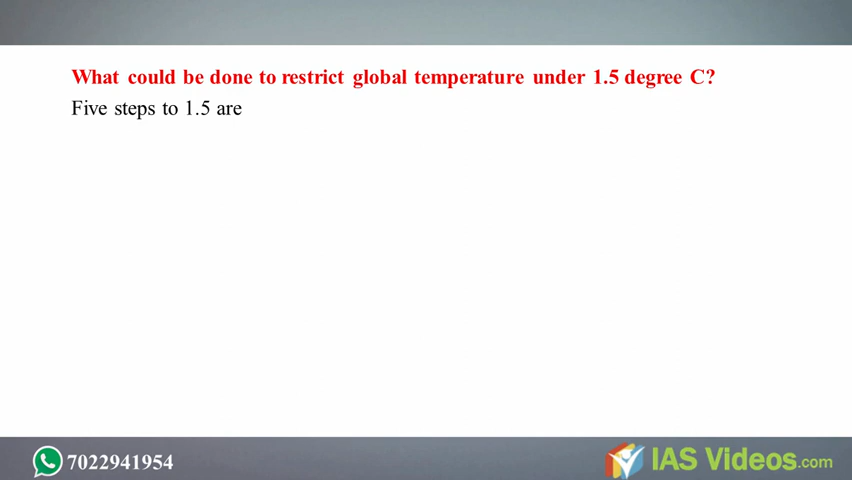 What could be done to restrict global temperature under 1.5 degree C?
Five steps to 1.5 are
7022941954
IAS Videos.com